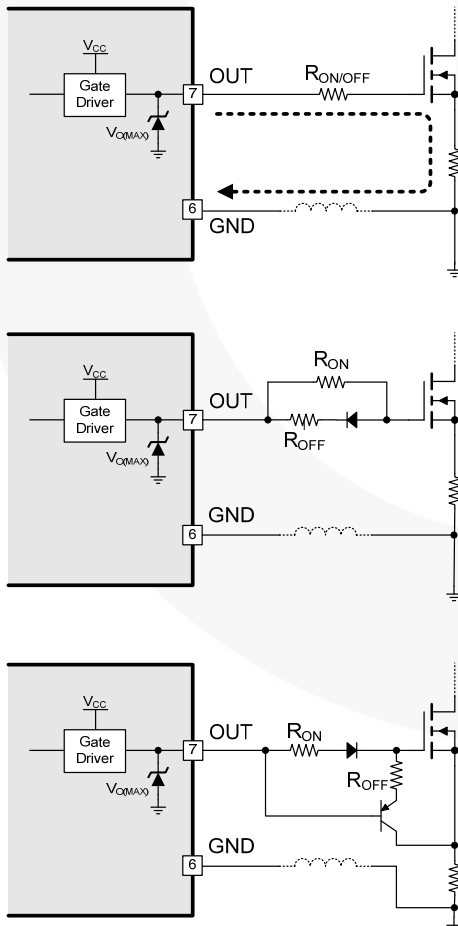 VCC
Gate
Driver
VO(MAX)
7
OUT
RON/OFF
6
GND
VCC
Gate
Driver
VO(MAX)
7
OUT
RON
ROFF
6
GND
VCC
Gate
Driver
VO(MAX)
7
OUT
RON
ROFF
6
GND